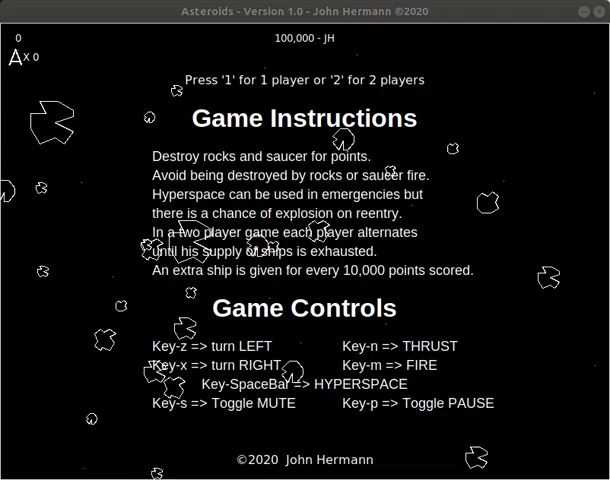 Asteroids - Version 1.0 - John Hermann ©2020
0
100,000 - JH
X 0
Press '1' for 1 player or '2' for 2 players
Game Instructions
Destroy rocks and saucer for points.
Avoid being destroyed by rocks or saucer fire.
Hyperspace can be used in emergencies but
there is a chance of explosion on reentry.
In a two player game each player alternates
until his supply of ships is exhausted.
An extra ship is given for every 10,000 points scored.
Game Controls
Key-z => turn LEFT Key-n => THRUST
Key-x => turn RIGHT Key-m => FIRE
Key-SpaceBar => HYPERSPACE
Key-s => Toggle MUTE Key-p => Toggle PAUSE
©2020 John Hermann